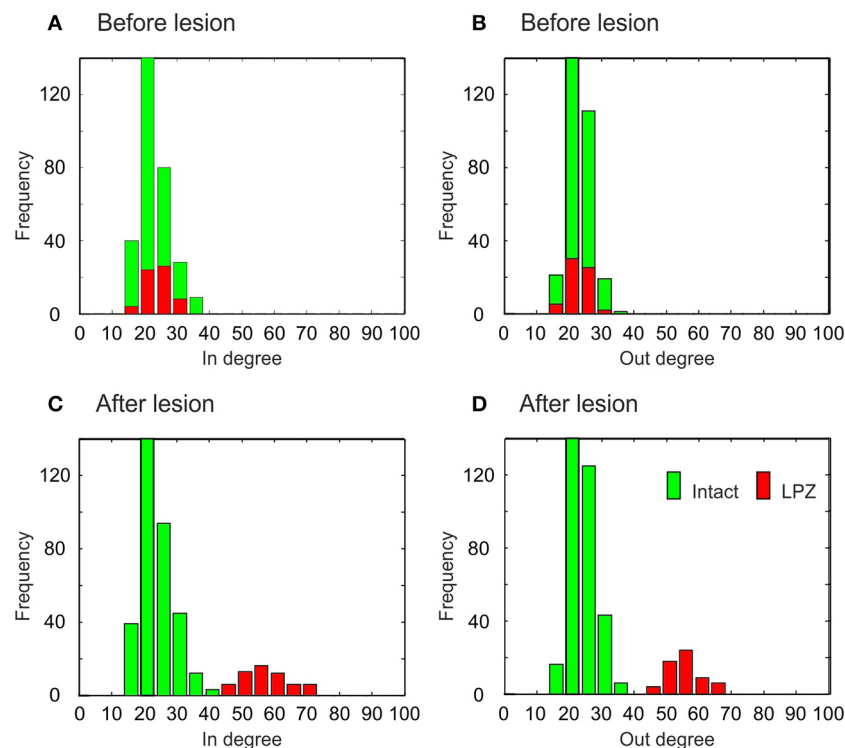 A Before lesion
Frequency
120
80
40
0
0 10 20 30 40 50 60 70 80 90 100
In degree
B Before lesion
Frequency
120
80
40
0
0 10 20 30 40 50 60 70 80 90 100
Out degree
C After lesion
Frequency
120
80
40
0
0 10 20 30 40 50 60 70 80 90 100
In degree
D After lesion
Intact LPZ
Frequency
120
80
40
0
0 10 20 30 40 50 60 70 80 90 100
Out degree